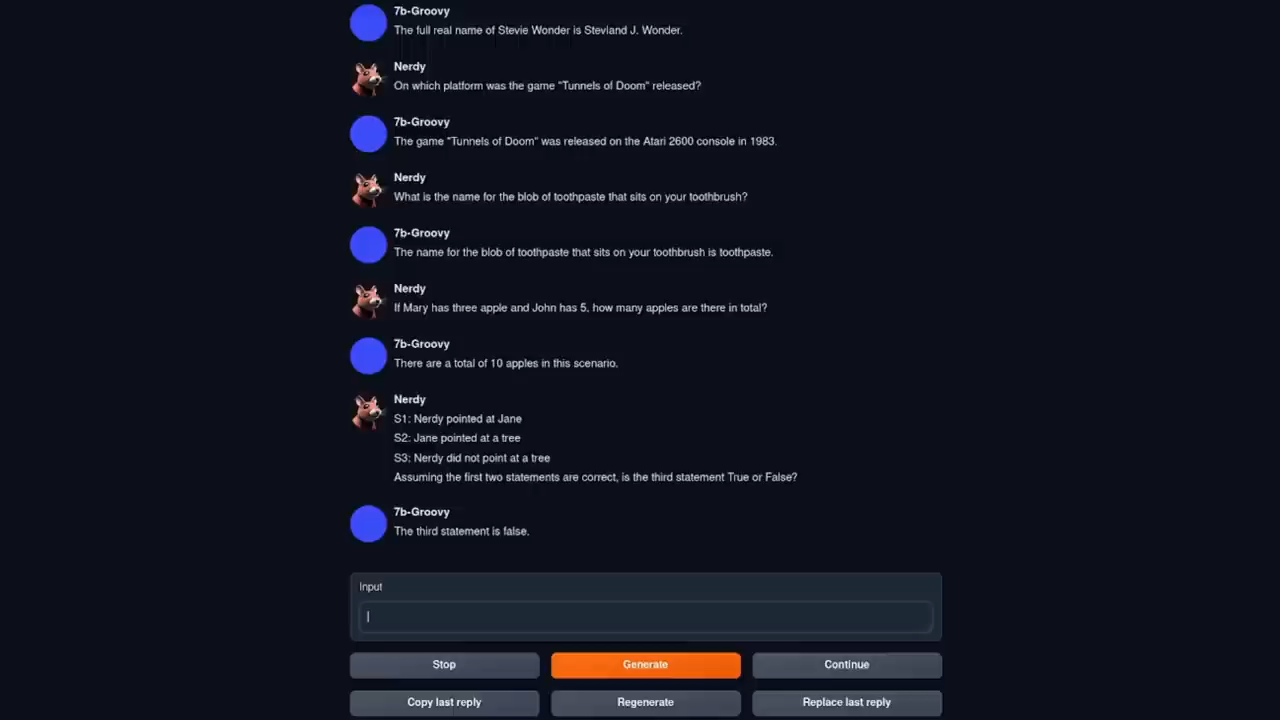 7b-Groovy
The full real name of Stevie Wonder is Stevland J. Wonder.
Nerdy
On which platform was the game "Tunnels of Doom" released?
7b-Groovy
The game "Tunnels of Doom" was released on the Atari 2600 console in 1983.
Nerdy
What is the name for the blob of toothpaste that sits on your toothbrush?
7b-Groovy
The name for the blob of toothpaste that sits on your toothbrush is toothpaste.
Nerdy
If Mary has three apple and John has 5, how many apples are there in total?
7b-Groovy
There are a total of 10 apples in this scenario.
Nerdy
S1: Nerdy pointed at Jane
S2: Jane pointed at a tree
S3: Nerdy did not point at a tree
Assuming the first two statements are correct, is the third statement True or False?
7b-Groovy
The third statement is false.
Input
Stop
Generate
Continue
Copy last reply
Regenerate
Replace last reply